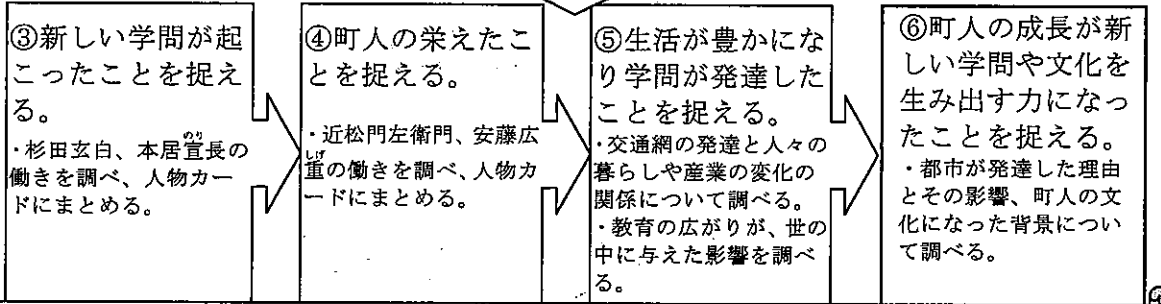 ③新しい学問が起
こったことを捉え
る。
・杉田玄白、本居宣長の
働きを調べ、人物カー
ドにまとめる。
④町人の栄えたこ
とを捉える。
・近松門左衛門、安藤広
重の働きを調べ、人物カ
ードにまとめる。
⑤生活が豊かにな
り学問が発達した
ことを捉える。
・交通網の発達と人々の
暮らしや産業の変化の
関係について調べる。
・教育の広がりが、世の
中に与えた影響を調べ
る。
⑥町人の成長が新
しい学問や文化を
生み出す力になっ
たことを捉える。
・都市が発達した理由
とその影響、町人の文
化になった背景につい
て調べる。